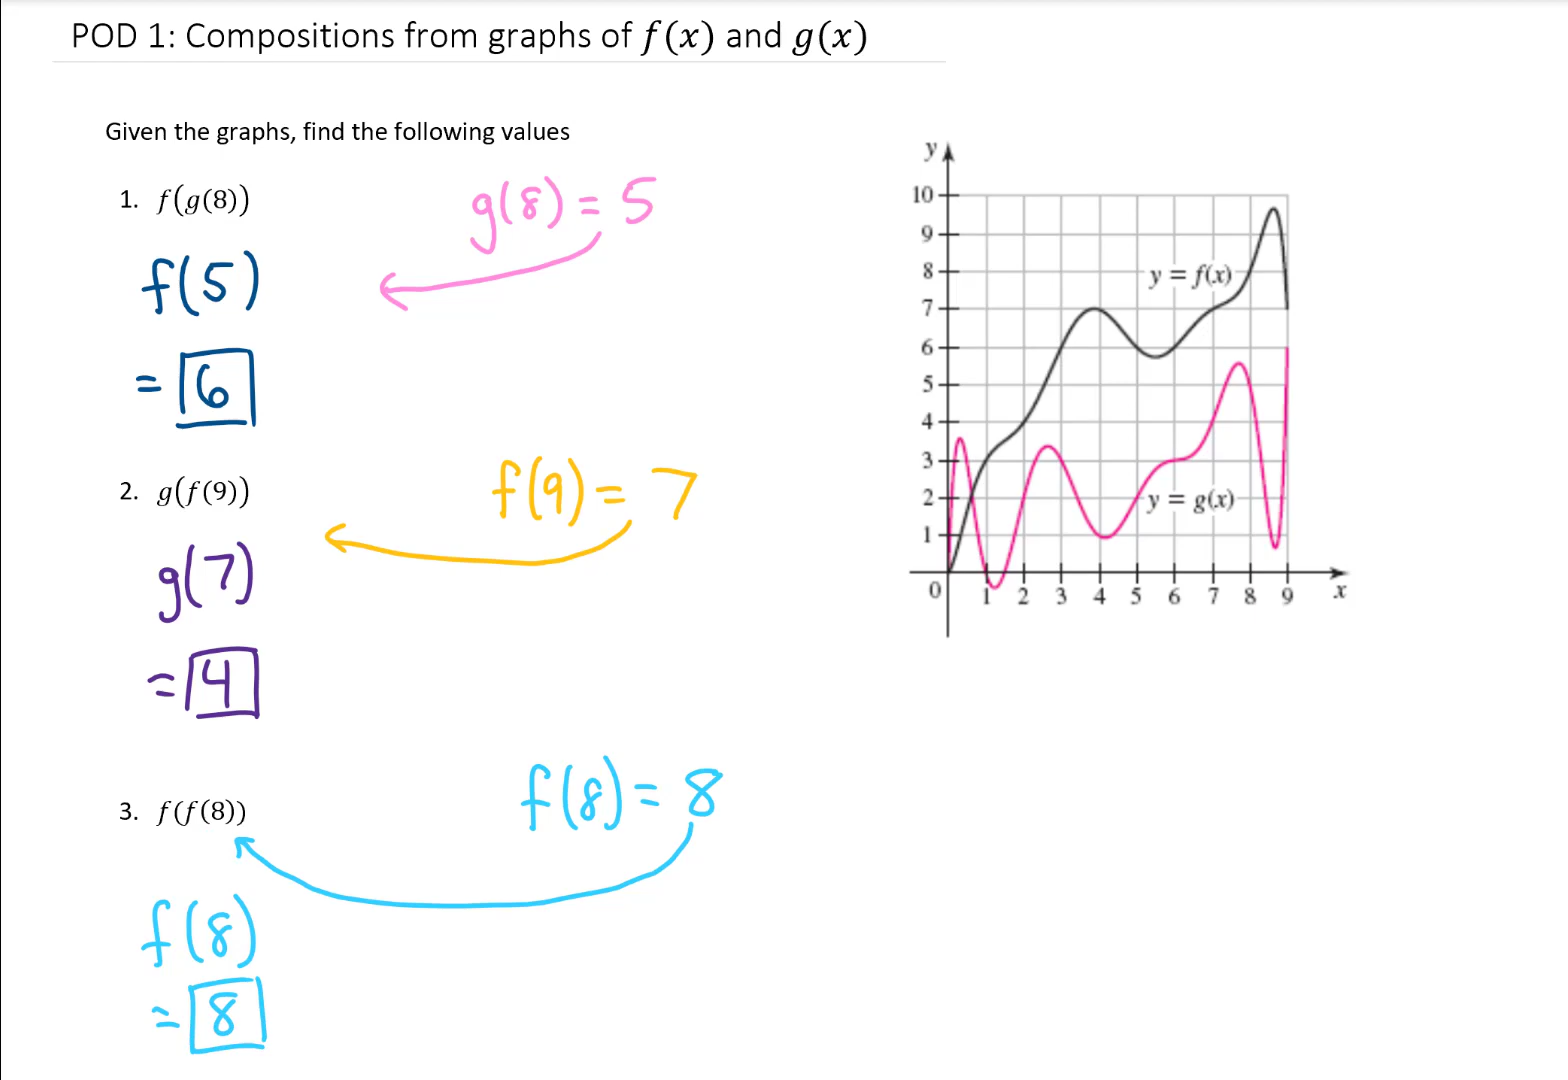 POD 1: Compositions from graphs of f(x) and g(x)
Given the graphs, find the following values
1. f(g(8))
g(8) = 5
f(5)
= 6
2. g(f(9))
f(9) = 7
g(7)
= 4
3. f(f(8))
f(8) = 8
f(8)
= 8
y
10
9
8
y = f(x)
7
6
5
4
3
2
y = g(x)
1
0 1 2 3 4 5 6 7 8 9 x